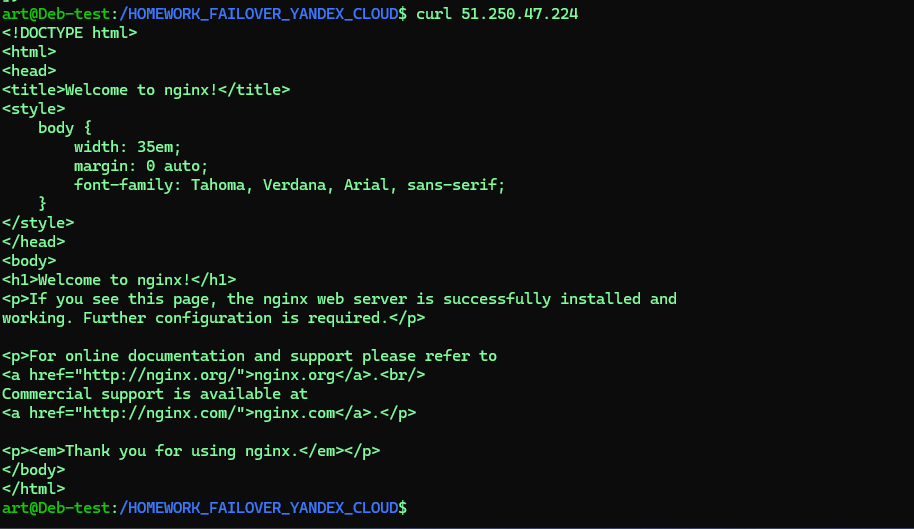 art@Deb-test:/HOMEWORK_FAILOVER_YANDEX_CLOUD$ curl 51.250.47.224
<!DOCTYPE html>
<html>
<head>
<title>Welcome to nginx!</title>
<style>
    body {
        width: 35em;
        margin: 0 auto;
        font-family: Tahoma, Verdana, Arial, sans-serif;
    }
</style>
</head>
<body>
<h1>Welcome to nginx!</h1>
<p>If you see this page, the nginx web server is successfully installed and
working. Further configuration is required.</p>

<p>For online documentation and support please refer to
<a href="http://nginx.org/">nginx.org</a>.<br/>
Commercial support is available at
<a href="http://nginx.com/">nginx.com</a>.</p>

<p><em>Thank you for using nginx.</em></p>
</body>
</html>
art@Deb-test:/HOMEWORK_FAILOVER_YANDEX_CLOUD$